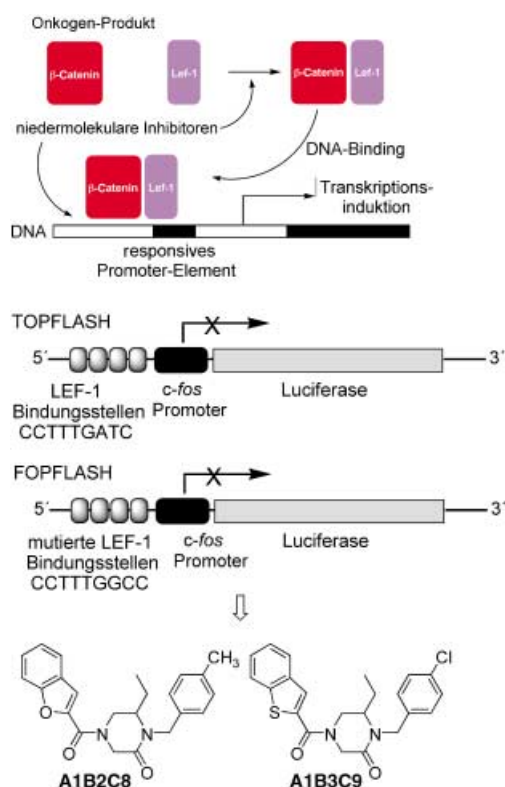 Onkogen-Produkt
β-Catenin
Lef-1
β-Catenin Lef-1
niedermolekulare Inhibitoren
DNA-Binding
β-Catenin Lef-1
Transkriptions-
induktion
DNA
responsives
Promoter-Element
TOPFLASH
X
5´ 3´
LEF-1
Bindungsstellen
CCTTTGATC
c-fos
Promoter
Luciferase
FOPFLASH
X
5´ 3´
mutierte LEF-1
Bindungsstellen
CCTTTGGCC
c-fos
Promoter
Luciferase
CH3
O
N
N
O
O
A1B2C8
Cl
S
N
N
O
O
A1B3C9